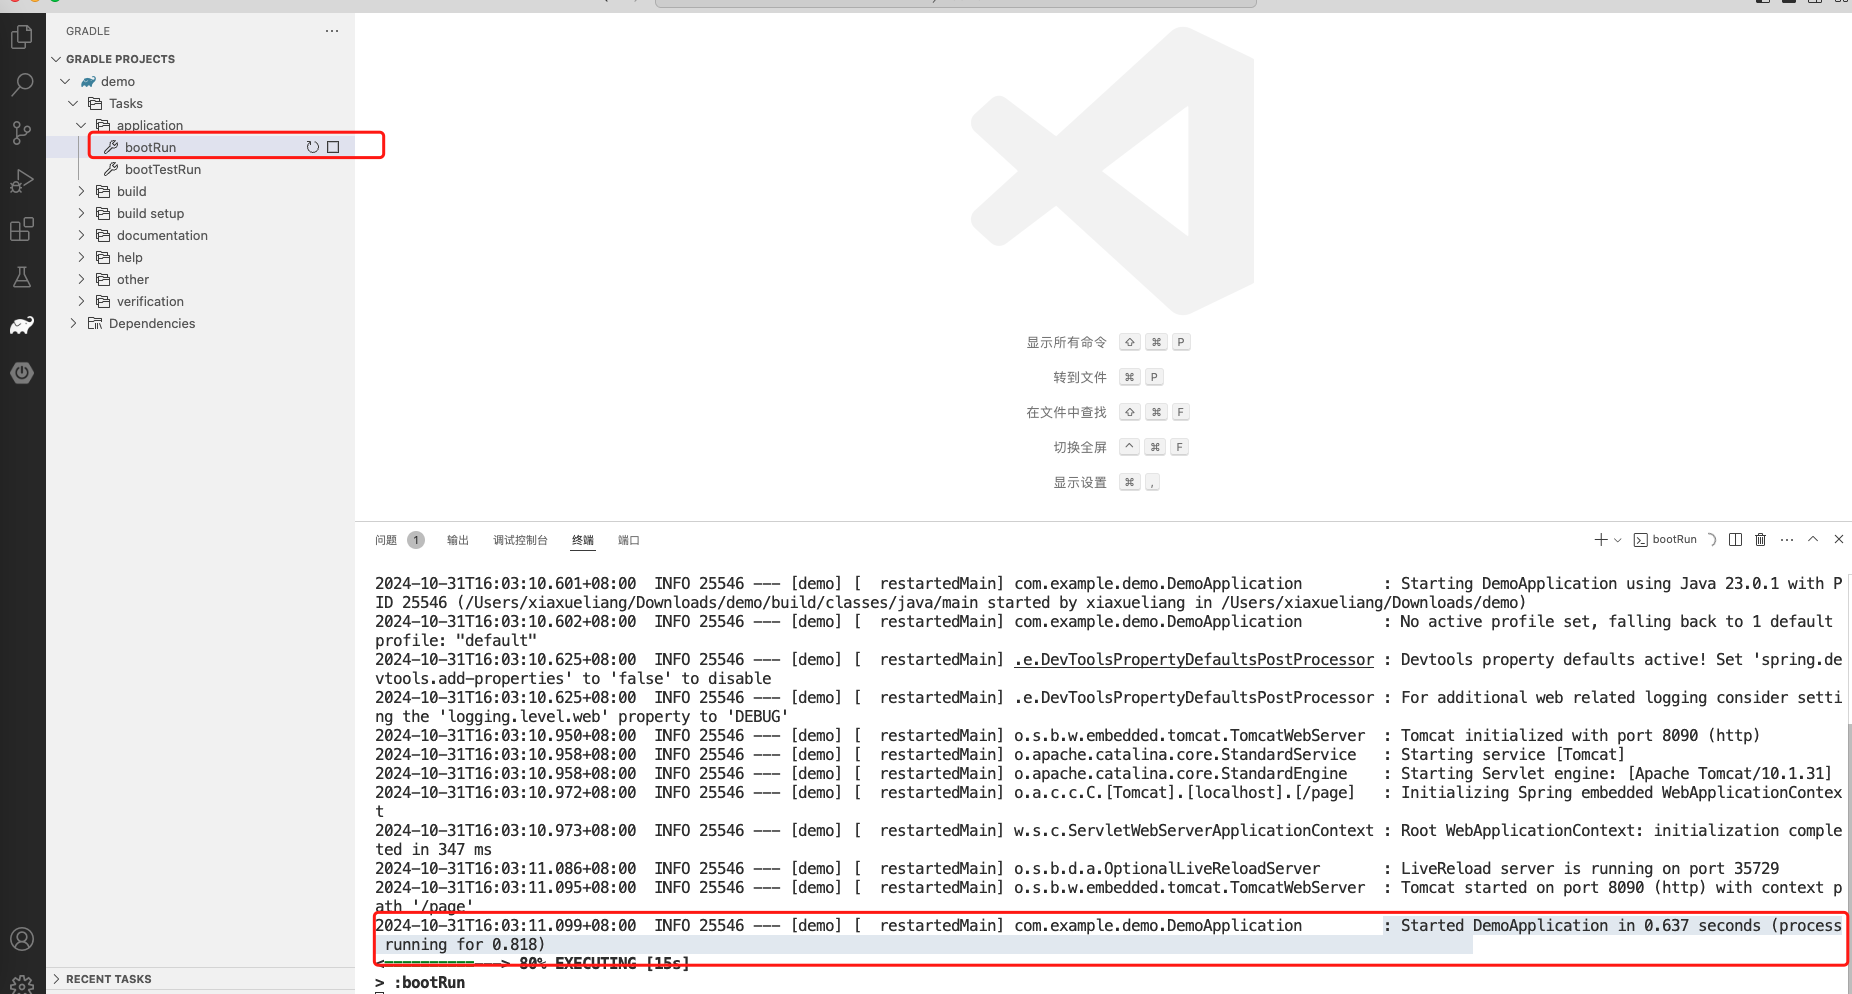 GRADLE
GRADLE PROJECTS
demo
Tasks
application
bootRun
bootTestRun
build
build setup
documentation
help
other
verification
Dependencies
RECENT TASKS
显示所有命令 ⇧ ⌘ P
转到文件 ⌘ P
在文件中查找 ⇧ ⌘ F
切换全屏 ^ ⌘ F
显示设置 ⌘ ,
问题 1 输出 调试控制台 终端 端口 bootRun
2024-10-31T16:03:10.601+08:00  INFO 25546 --- [demo] [  restartedMain] com.example.demo.DemoApplication         : Starting DemoApplication using Java 23.0.1 with P
ID 25546 (/Users/xiaxueliang/Downloads/demo/build/classes/java/main started by xiaxueliang in /Users/xiaxueliang/Downloads/demo)
2024-10-31T16:03:10.602+08:00  INFO 25546 --- [demo] [  restartedMain] com.example.demo.DemoApplication         : No active profile set, falling back to 1 default
profile: "default"
2024-10-31T16:03:10.625+08:00  INFO 25546 --- [demo] [  restartedMain] .e.DevToolsPropertyDefaultsPostProcessor : Devtools property defaults active! Set 'spring.de
vtools.add-properties' to 'false' to disable
2024-10-31T16:03:10.625+08:00  INFO 25546 --- [demo] [  restartedMain] .e.DevToolsPropertyDefaultsPostProcessor : For additional web related logging consider setti
ng the 'logging.level.web' property to 'DEBUG'
2024-10-31T16:03:10.950+08:00  INFO 25546 --- [demo] [  restartedMain] o.s.b.w.embedded.tomcat.TomcatWebServer  : Tomcat initialized with port 8090 (http)
2024-10-31T16:03:10.958+08:00  INFO 25546 --- [demo] [  restartedMain] o.apache.catalina.core.StandardService   : Starting service [Tomcat]
2024-10-31T16:03:10.958+08:00  INFO 25546 --- [demo] [  restartedMain] o.apache.catalina.core.StandardEngine    : Starting Servlet engine: [Apache Tomcat/10.1.31]
2024-10-31T16:03:10.972+08:00  INFO 25546 --- [demo] [  restartedMain] o.a.c.c.C.[Tomcat].[localhost].[/page]   : Initializing Spring embedded WebApplicationContex
t
2024-10-31T16:03:10.973+08:00  INFO 25546 --- [demo] [  restartedMain] w.s.c.ServletWebServerApplicationContext : Root WebApplicationContext: initialization comple
ted in 347 ms
2024-10-31T16:03:11.086+08:00  INFO 25546 --- [demo] [  restartedMain] o.s.b.d.a.OptionalLiveReloadServer       : LiveReload server is running on port 35729
2024-10-31T16:03:11.095+08:00  INFO 25546 --- [demo] [  restartedMain] o.s.b.w.embedded.tomcat.TomcatWebServer  : Tomcat started on port 8090 (http) with context p
ath '/page'
2024-10-31T16:03:11.099+08:00  INFO 25546 --- [demo] [  restartedMain] com.example.demo.DemoApplication         : Started DemoApplication in 0.637 seconds (process
running for 0.818)
<==========---> 80% EXECUTING [15s]
> :bootRun